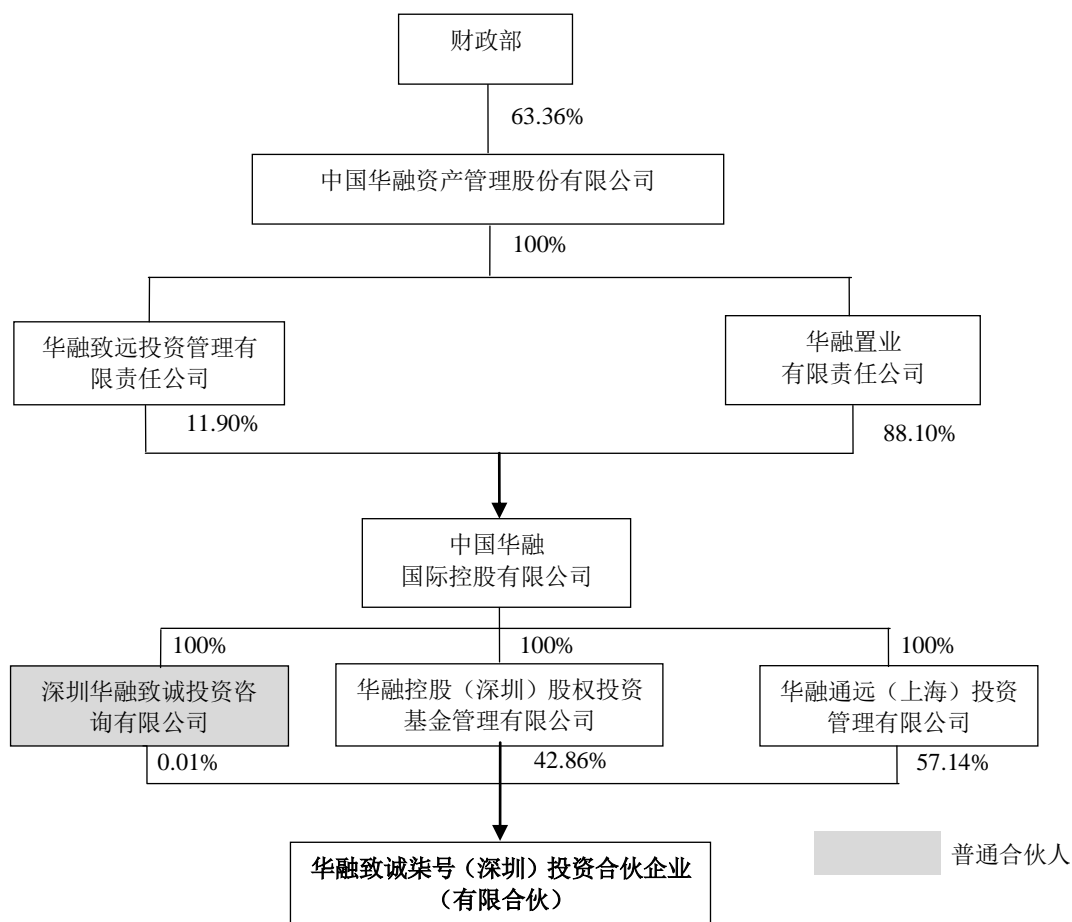 财政部
63.36%
中国华融资产管理股份有限公司
100%
华融致远投资管理有
限责任公司
华融置业
有限责任公司
11.90%
88.10%
中国华融
国际控股有限公司
100%
100%
100%
深圳华融致诚投资咨
询有限公司
华融控股（深圳）股权投资
基金管理有限公司
华融通远（上海）投资
管理有限公司
0.01%
42.86%
57.14%
华融致诚柒号（深圳）投资合伙企业
（有限合伙）
普通合伙人